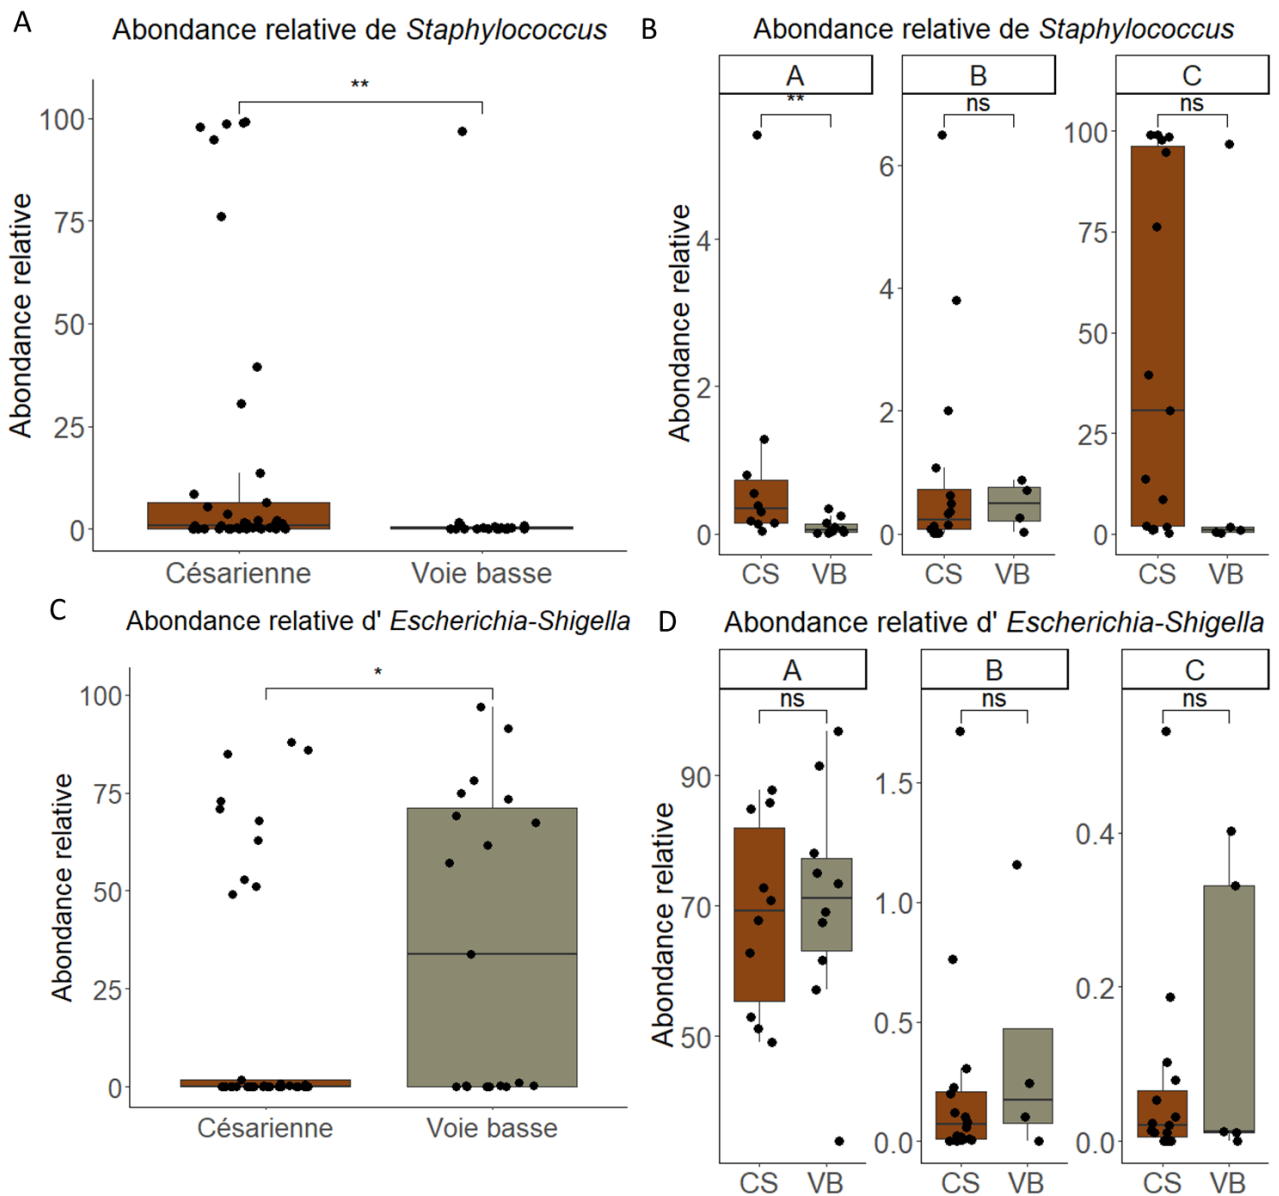 A
Abondance relative de Staphylococcus
**
100
75
50
25
0
Abondance relative
Césarienne
Voie basse
B
Abondance relative de Staphylococcus
A
B
C
**
ns
ns
4
2
0
6
4
2
0
100
75
50
25
0
Abondance relative
CS
VB
CS
VB
CS
VB
C
Abondance relative d' Escherichia-Shigella
*
100
75
50
25
0
Abondance relative
Césarienne
Voie basse
D
Abondance relative d' Escherichia-Shigella
A
B
C
ns
ns
ns
90
70
50
1.5
1.0
0.5
0.0
0.4
0.2
0.0
Abondance relative
CS
VB
CS
VB
CS
VB